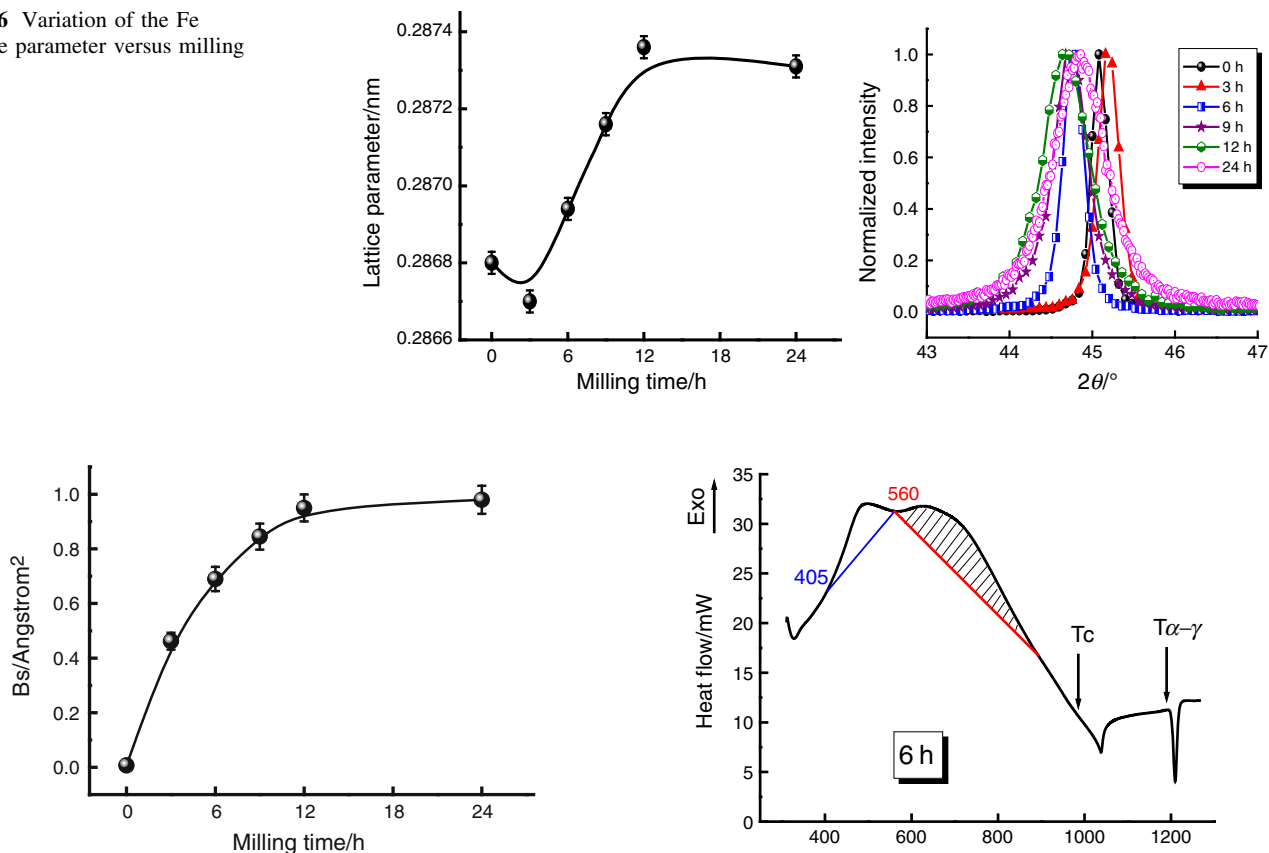 6 Variation of the Fe
e parameter versus milling
0.2874
0.2872
0.2870
0.2868
0.2866
Lattice parameter/nm
0 6 12 24
Milling time/h
1.0
0.8
0.6
0.4
0.2
0.0
Normalized intensity
0 h
3 h
6 h
9 h
12 h
24 h
43 44 45 46 47
2θ/°
1.0
0.8
0.6
0.4
0.2
0.0
Bs/Angstrom²
0 6 12 18 24
Milling time/h
35
30
25
20
15
10
5
0
Exo
Heat flow/mW
560
405
Tc
Tα–γ
6 h
400 600 800 1000 1200